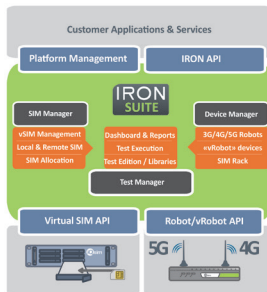 Customer Applications & Services
Platform Management
IRON API
IRON
SUITE
SIM Manager
Device Manager
vSIM Management
Local & Remote SIM
SIM Allocation
Dashboard & Reports
Test Execution
Test Edition / Libraries
3G/4G/5G Robots
«vRobot» devices
SIM Rack
Test Manager
Virtual SIM API
Robot/vRobot API
5G
4G